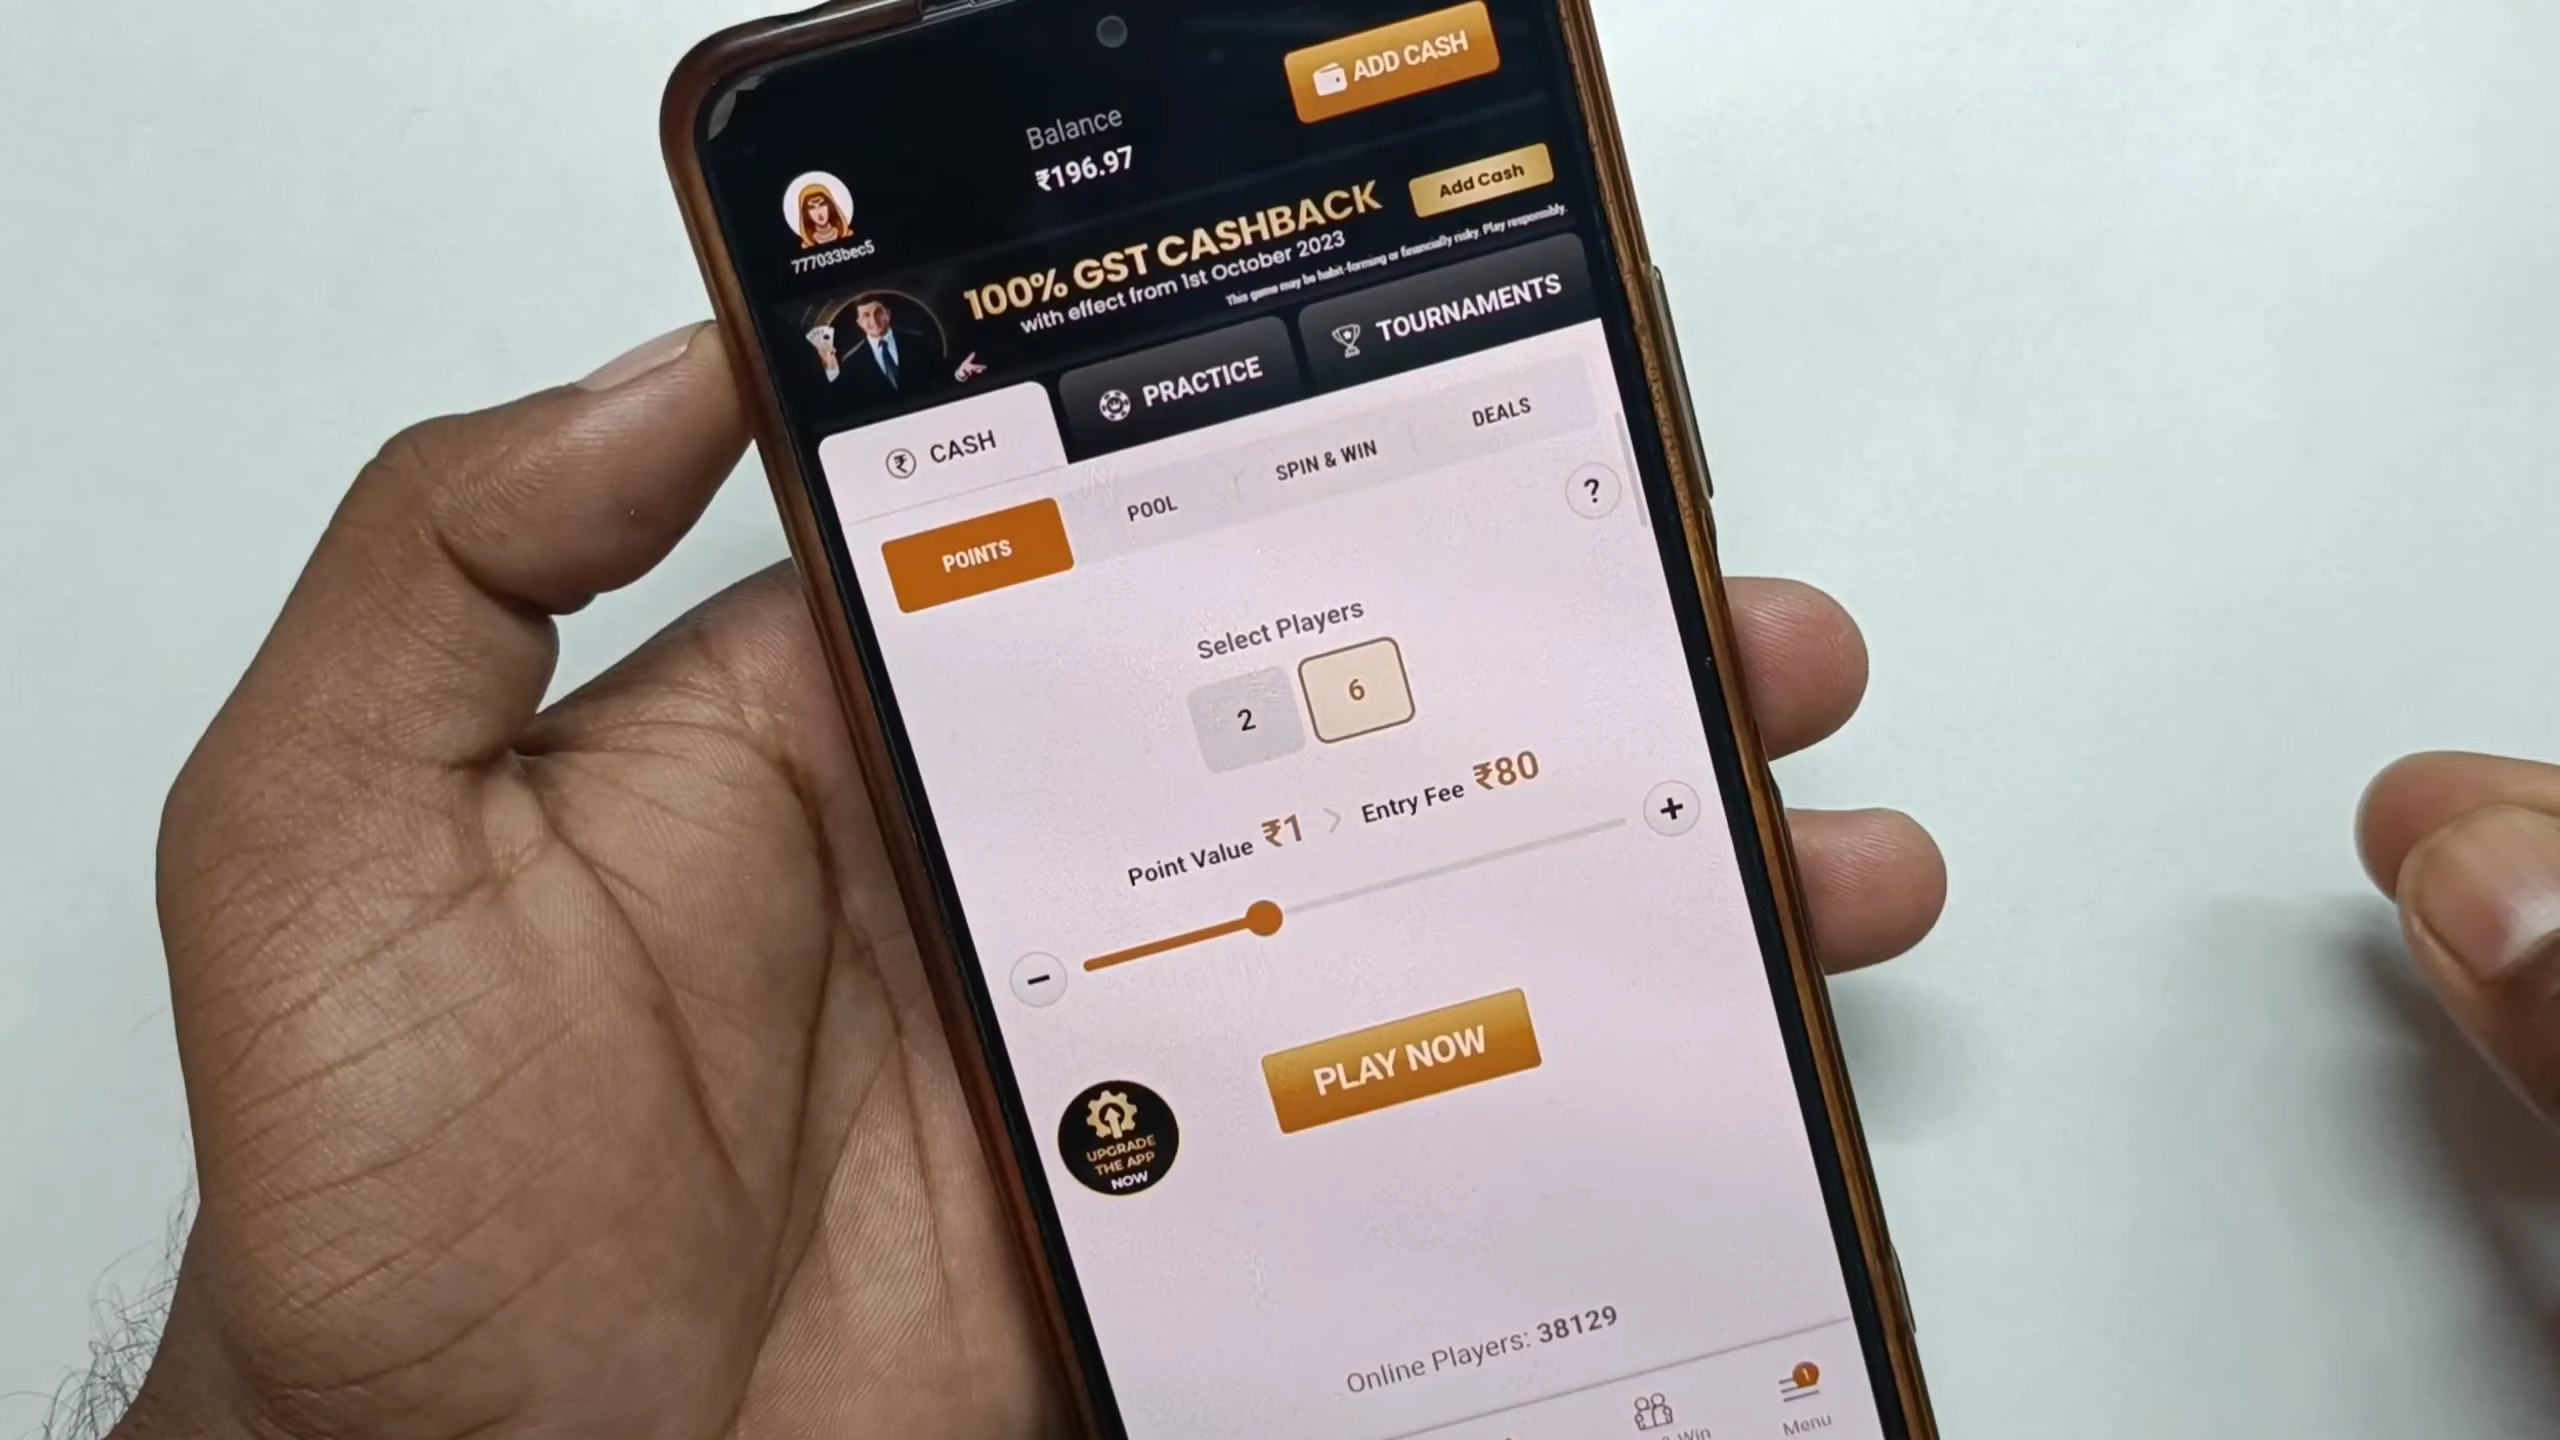 ADD CASH
Balance
₹196.97
777033bec5
100% GST CASHBACK
with effect from 1st October 2023
Add Cash
This game may be habit-forming or financially risky. Play responsibly.
CASH
PRACTICE
TOURNAMENTS
POINTS
POOL
SPIN & WIN
DEALS
?
Select Players
2
6
Point Value ₹1 > Entry Fee ₹80
PLAY NOW
UPGRADE
THE APP
NOW
Online Players: 38129
Win
1
Menu